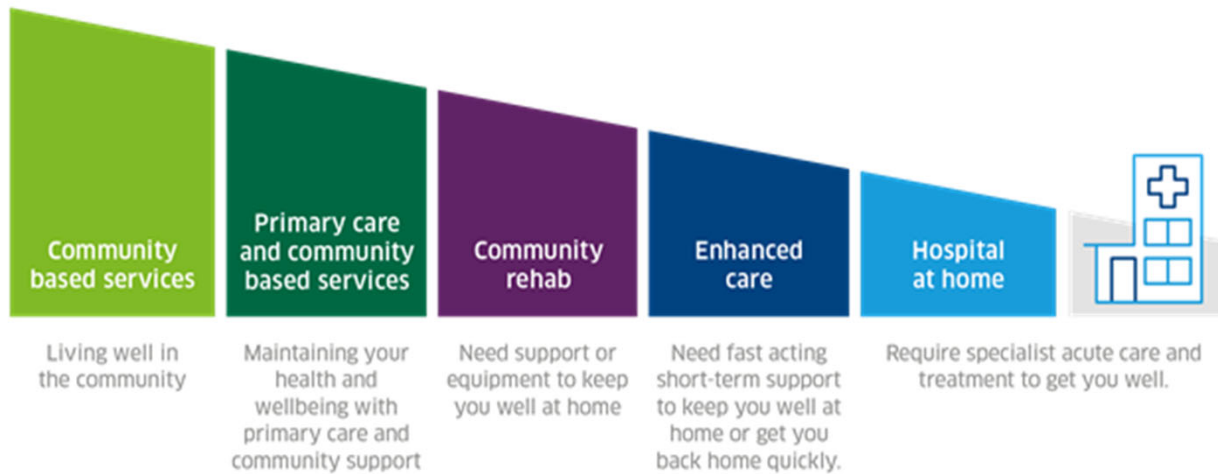 Community
based services
Primary care
and community
based services
Community
rehab
Enhanced
care
Hospital
at home
Living well in
the community
Maintaining your
health and
wellbeing with
primary care and
community support
Need support or
equipment to keep
you well at home
Need fast acting
short-term support
to keep you well at
home or get you
back home quickly.
Require specialist acute care and
treatment to get you well.